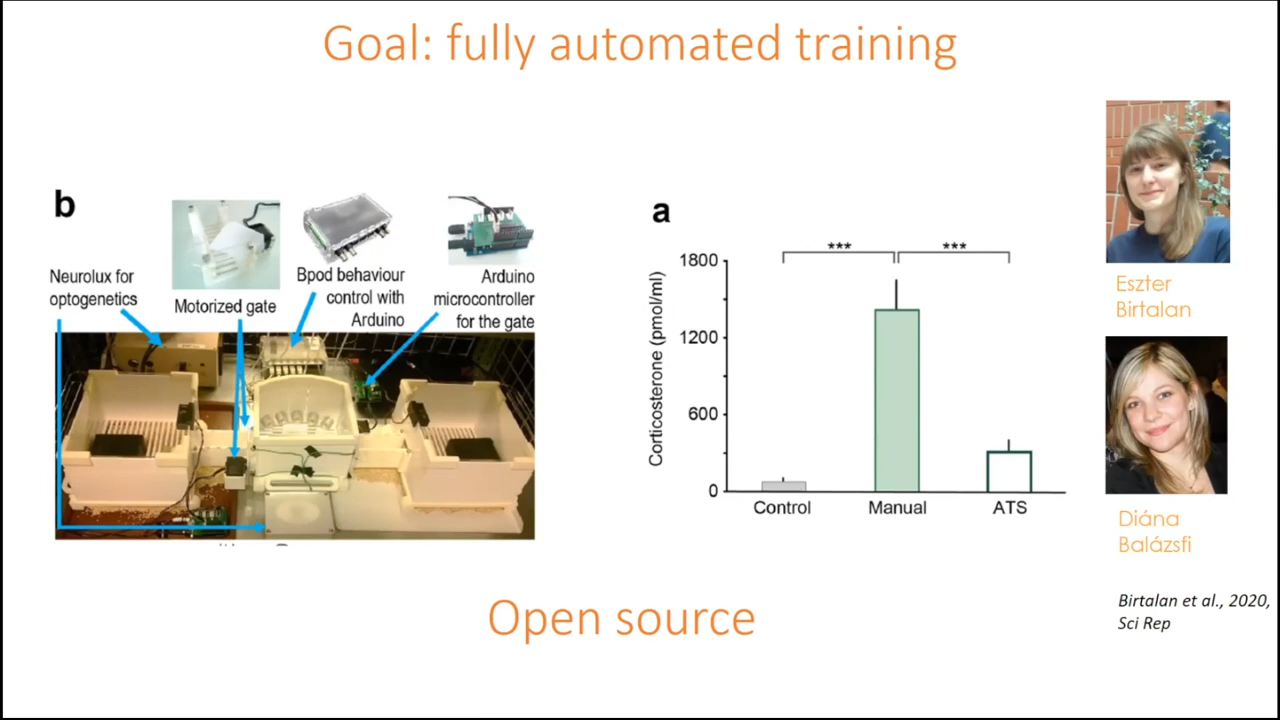 Goal: fully automated training
b
Neurolux for
optogenetics
Motorized gate
Bpod behaviour
control with
Arduino
Arduino
microcontroller
for the gate
a
Corticosterone (pmol/ml)
1800
1200
600
0
***
***
Control
Manual
ATS
Eszter
Birtalan
Diána
Balázsfi
Birtalan et al., 2020,
Sci Rep
Open source